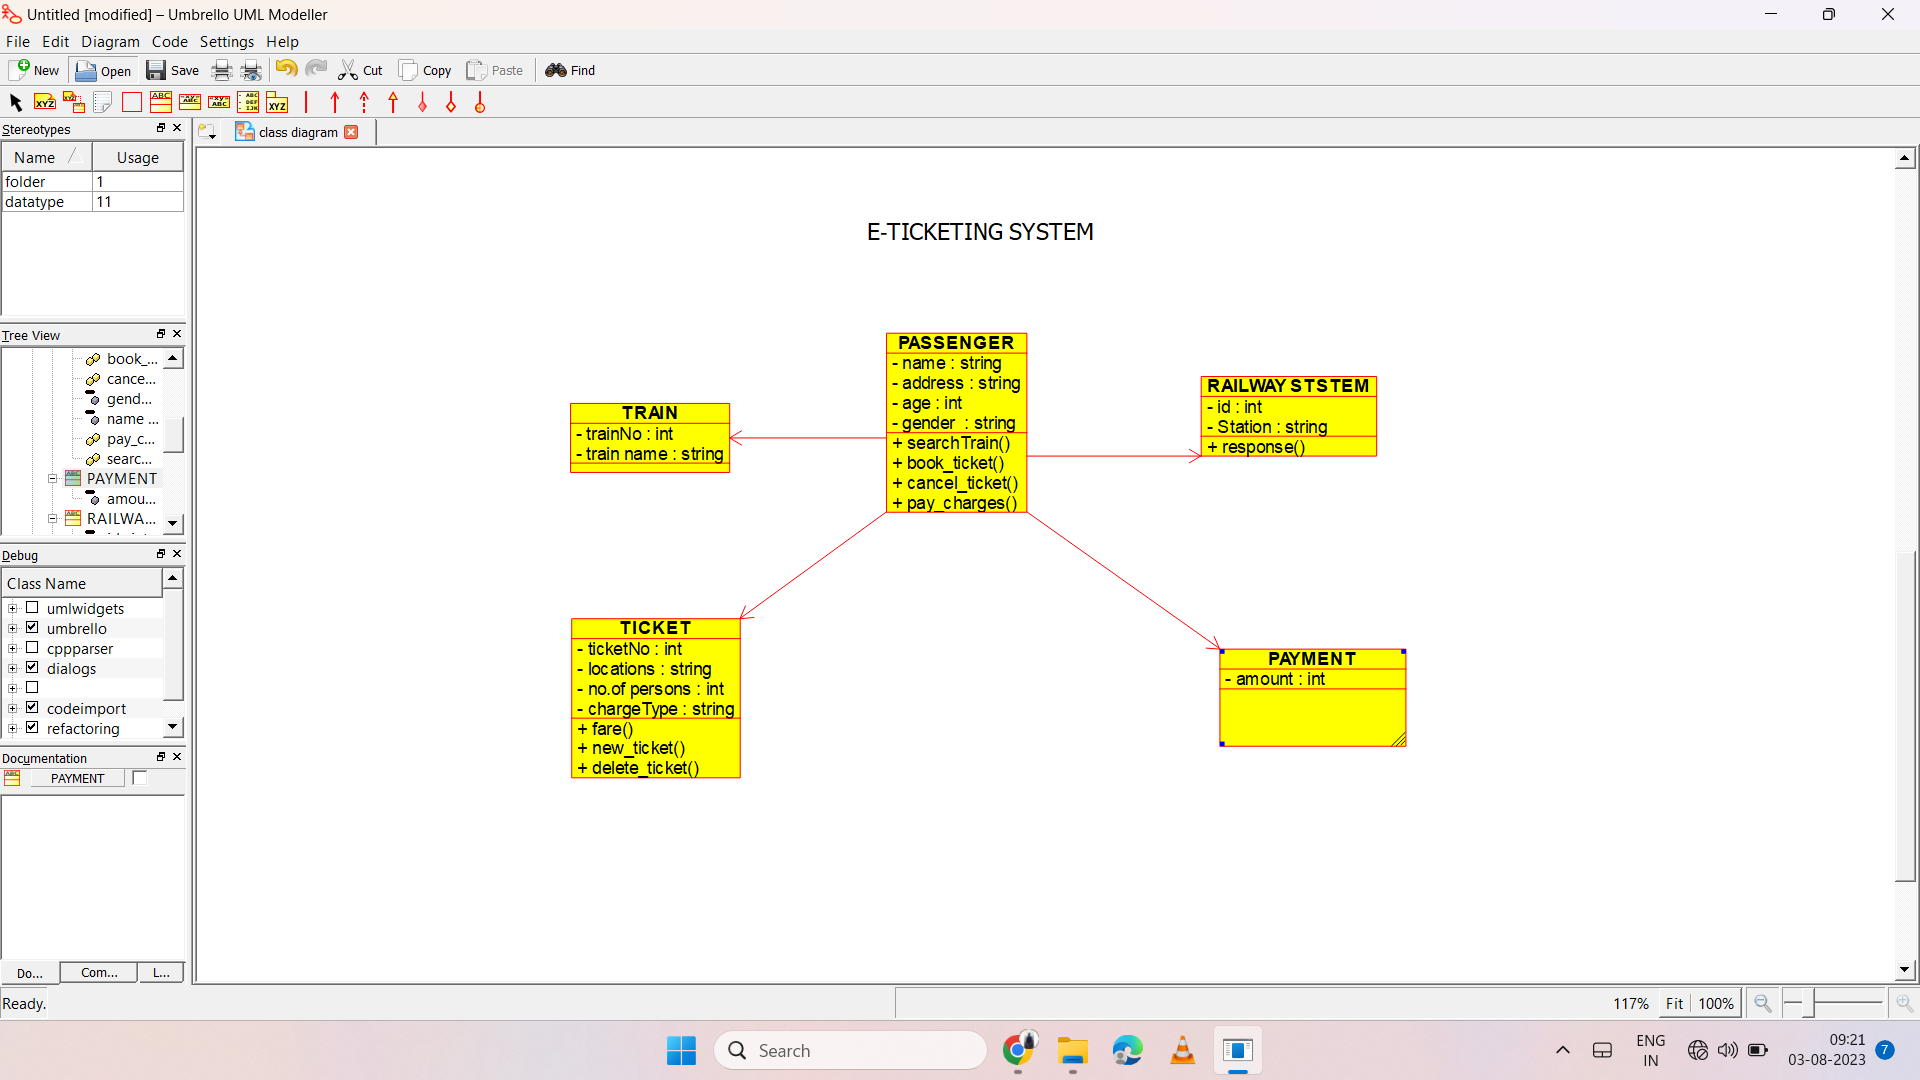 Untitled [modified] – Umbrello UML Modeller
File Edit Diagram Code Settings Help
New Open Save Cut Copy Paste Find
Stereotypes
class diagram
Name Usage
folder 1
datatype 11
E-TICKETING SYSTEM
Tree View
book_...
cance...
gend...
name ...
pay_c...
searc...
PAYMENT
amou...
RAILWA...
PASSENGER
- name : string
- address : string
- age : int
- gender  : string
+ searchTrain()
+ book_ticket()
+ cancel_ticket()
+ pay_charges()
RAILWAY STSTEM
- id : int
- Station : string
+ response()
TRAIN
- trainNo : int
- train name : string
Debug
Class Name
umlwidgets
umbrello
cppparser
dialogs
codeimport
refactoring
TICKET
- ticketNo : int
- locations : string
- no.of persons : int
- chargeType : string
+ fare()
+ new_ticket()
+ delete_ticket()
PAYMENT
- amount : int
Documentation
PAYMENT
Do... Com... L...
Ready.
117% Fit 100%
Search
ENG
IN
09:21
03-08-2023
7